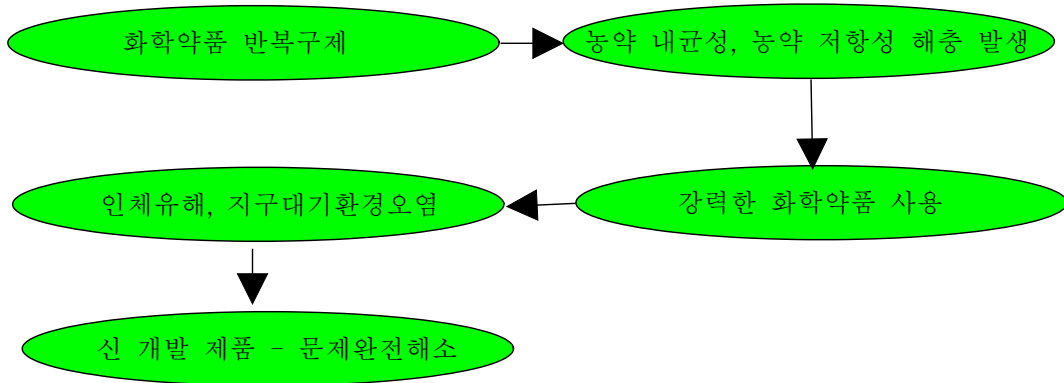 화학약품 반복구제
농약 내균성, 농약 저항성 해충 발생
강력한 화학약품 사용
인체유해, 지구대기환경오염
신 개발 제품 - 문제완전해소